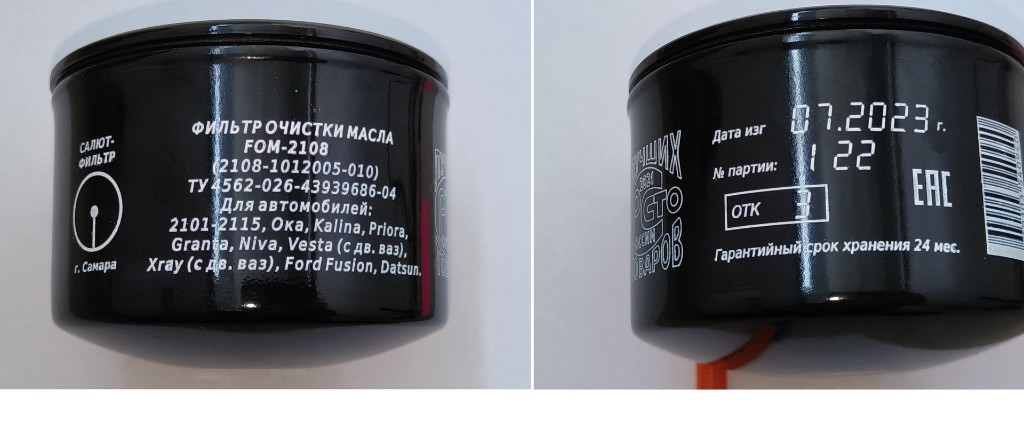 САЛЮТ-
ФИЛЬТР
г. Самара
ФИЛЬТР ОЧИСТКИ МАСЛА
FOM-2108
(2108-1012005-010)
ТУ 4562-026-43939686-04
Для автомобилей:
2101-2115, Ока, Kalina, Priora,
Granta, Niva, Vesta (с дв. ваз),
Xray (с дв. ваз), Ford Fusion, Datsun.
Дата изг 07.2023 г.
№ партии: 1 22
ОТК 3
Гарантийный срок хранения 24 мес.
ЕАС